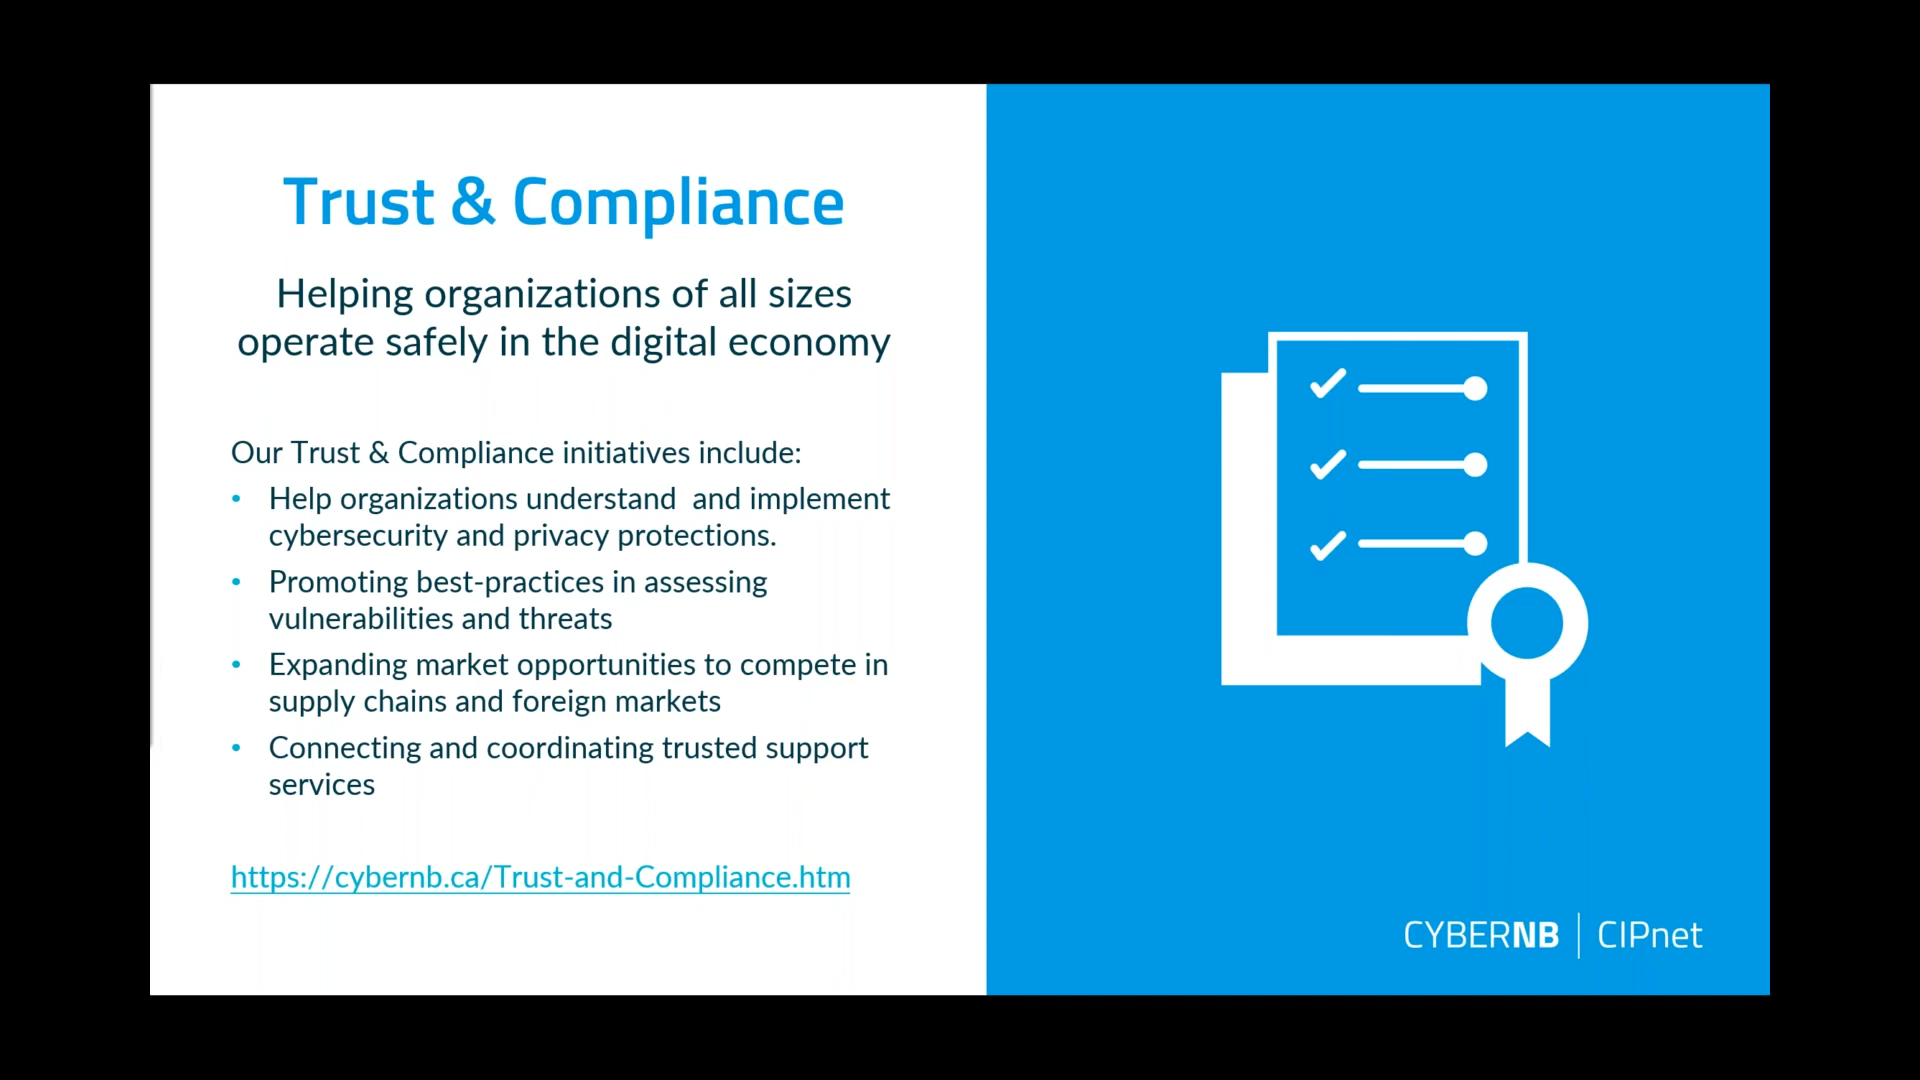 Trust & Compliance
Helping organizations of all sizes
operate safely in the digital economy
Our Trust & Compliance initiatives include:
• Help organizations understand  and implement
cybersecurity and privacy protections.
• Promoting best-practices in assessing
vulnerabilities and threats
• Expanding market opportunities to compete in
supply chains and foreign markets
• Connecting and coordinating trusted support
services
https://cybernb.ca/Trust-and-Compliance.htm
CYBERNB | CIPnet